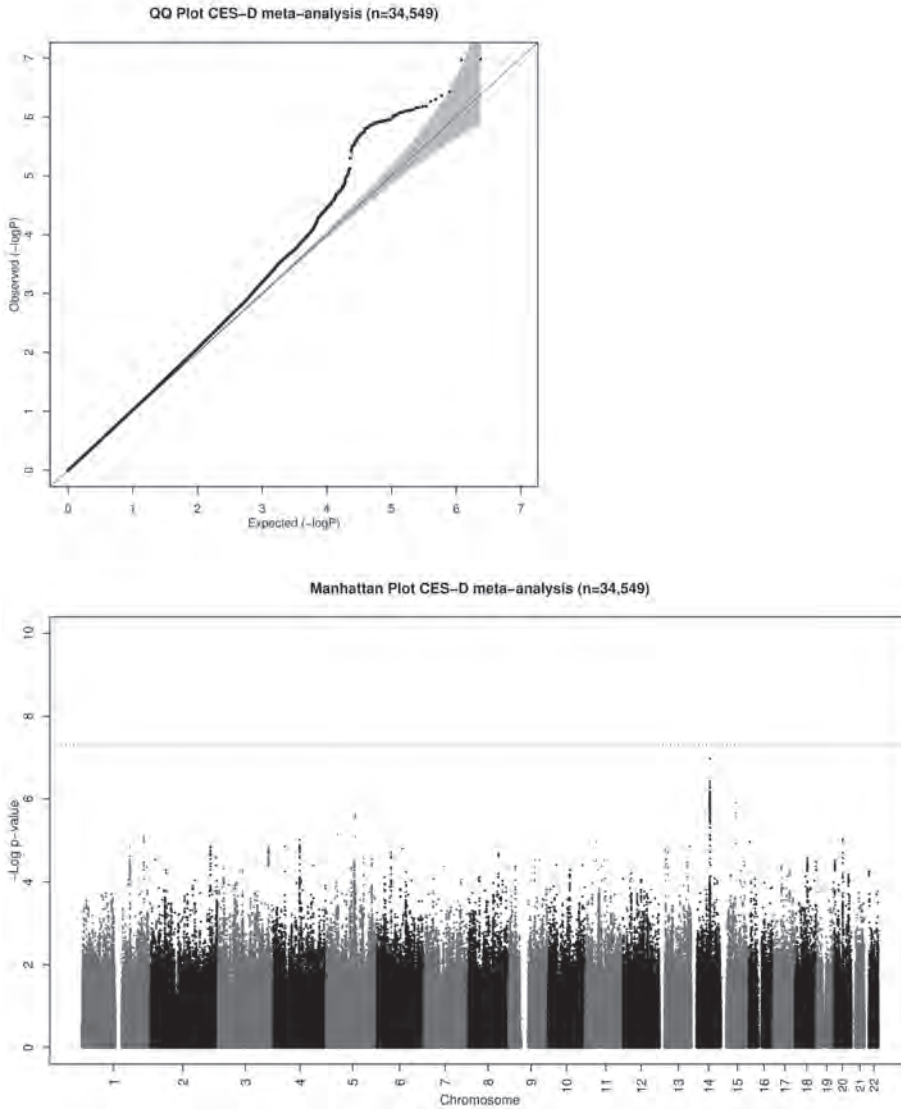 QQ Plot CES-D meta-analysis (n=34,549)
Observed (-logP)
7
6
5
4
3
2
1
0
0 1 2 3 4 5 6 7
Expected (-logP)
Manhattan Plot CES-D meta-analysis (n=34,549)
-Log p-value
10
8
6
4
2
0
1 2 3 4 5 6 7 8 9 10 11 12 13 14 15 16 17 18 19 20 21 22
Chromosome